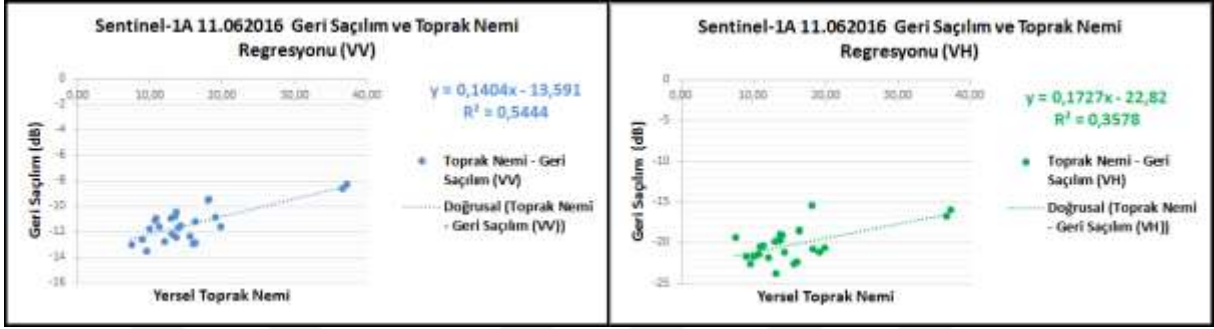 Sentinel-1A 11.062016 Geri Saçılım ve Toprak Nemi
Regresyonu (VV)
0
0,00 10,00 20,00 30,00 40,00
-2
-4
-6
-8
-10
-12
-14
-16
Geri Saçılım (dB)
Yersel Toprak Nemi
y = 0,1404x - 13,591
R² = 0,5444
Toprak Nemi - Geri
Saçılım (VV)
Doğrusal (Toprak Nemi
- Geri Saçılım (VV))
Sentinel-1A 11.062016 Geri Saçılım ve Toprak Nemi
Regresyonu (VH)
0
0,00 10,00 20,00 30,00 40,00
-5
-10
-15
-20
-25
Geri Saçılım (dB)
Yersel Toprak Nemi
y = 0,1727x - 22,82
R² = 0,3578
Toprak Nemi - Geri
Saçılım (VH)
Doğrusal (Toprak Nemi
- Geri Saçılım (VH))